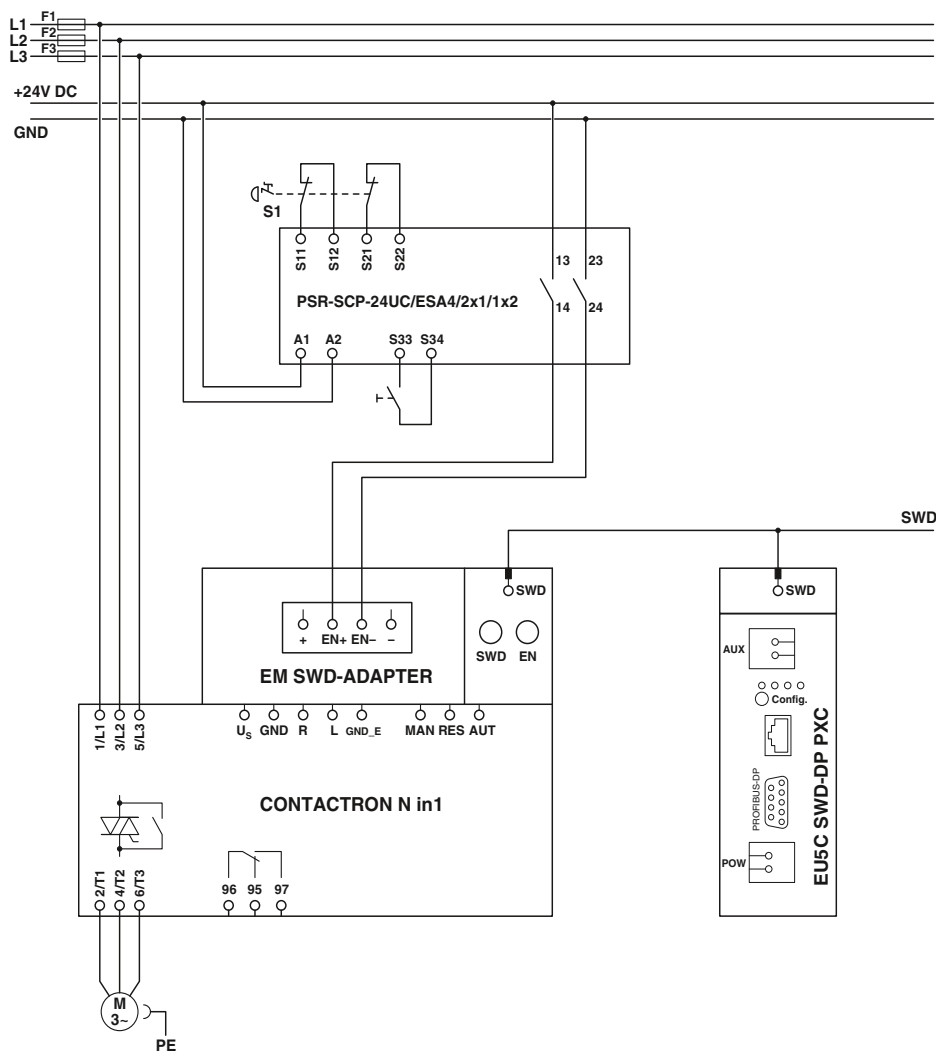 L1 F1
L2 F2
L3 F3
+24V DC
GND
S1
S11 S12 S21 S22
13 23
PSR-SCP-24UC/ESA4/2x1/1x2
14 24
A1 A2 S33 S34
SWD
SWD SWD
+ EN+ EN– –
SWD EN
AUX
EM SWD-ADAPTER
Config.
1/L1 3/L2 5/L3
US GND R L GND_E MAN RES AUT
CONTACTRON N in1
PROFIBUS-DP
EU5C SWD-DP PXC
POW
2/T1 4/T2 6/T3
96 95 97
M
3~
PE